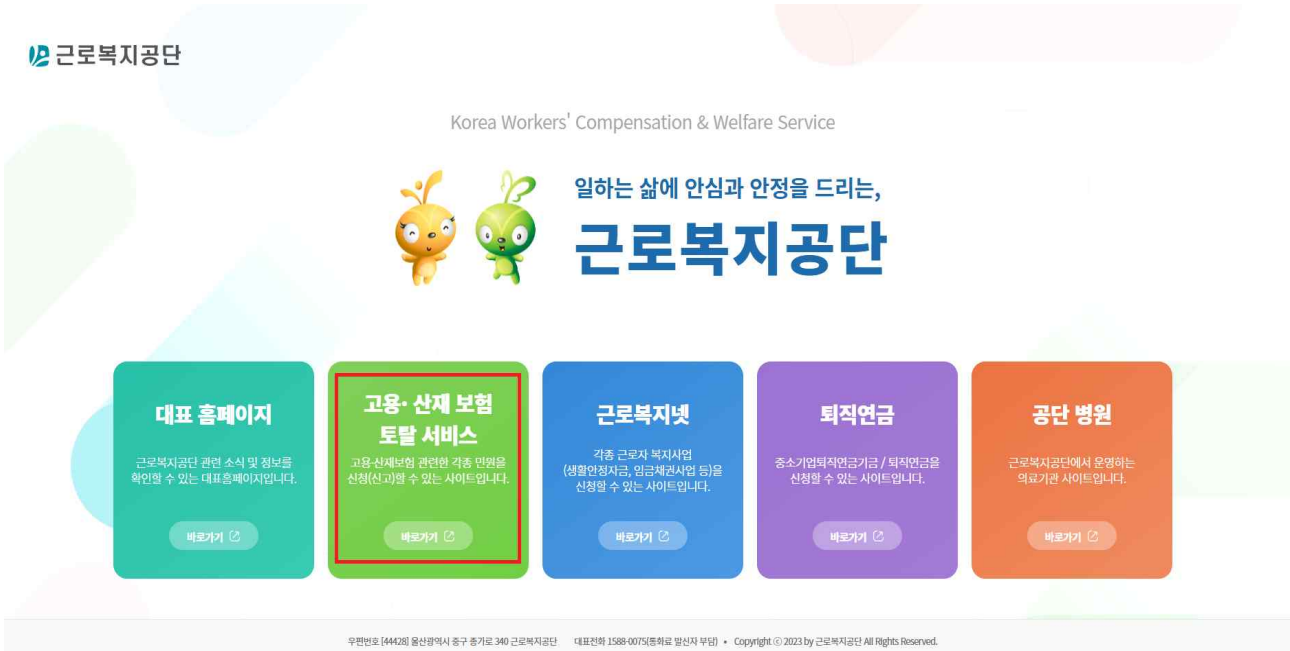 근로복지공단
Korea Workers' Compensation & Welfare Service
일하는 삶에 안심과 안정을 드리는,
근로복지공단
대표 홈페이지
근로복지공단 관련 소식 및 정보를
확인할 수 있는 대표홈페이지입니다.
바로가기
고용· 산재 보험
토탈 서비스
고용·산재보험 관련한 각종 민원을
신청(신고)할 수 있는 사이트입니다.
바로가기
근로복지넷
각종 근로자 복지사업
(생활안정자금, 임금채권사업 등)을
신청할 수 있는 사이트입니다.
바로가기
퇴직연금
중소기업퇴직연금기금 / 퇴직연금을
신청할 수 있는 사이트입니다.
바로가기
공단 병원
근로복지공단에서 운영하는
의료기관 사이트입니다.
바로가기
우편번호 [44428] 울산광역시 중구 종가로 340 근로복지공단 대표전화 1588-0075(통화료 발신자 부담) • Copyright ⓒ 2023 by 근로복지공단 All Rights Reserved.